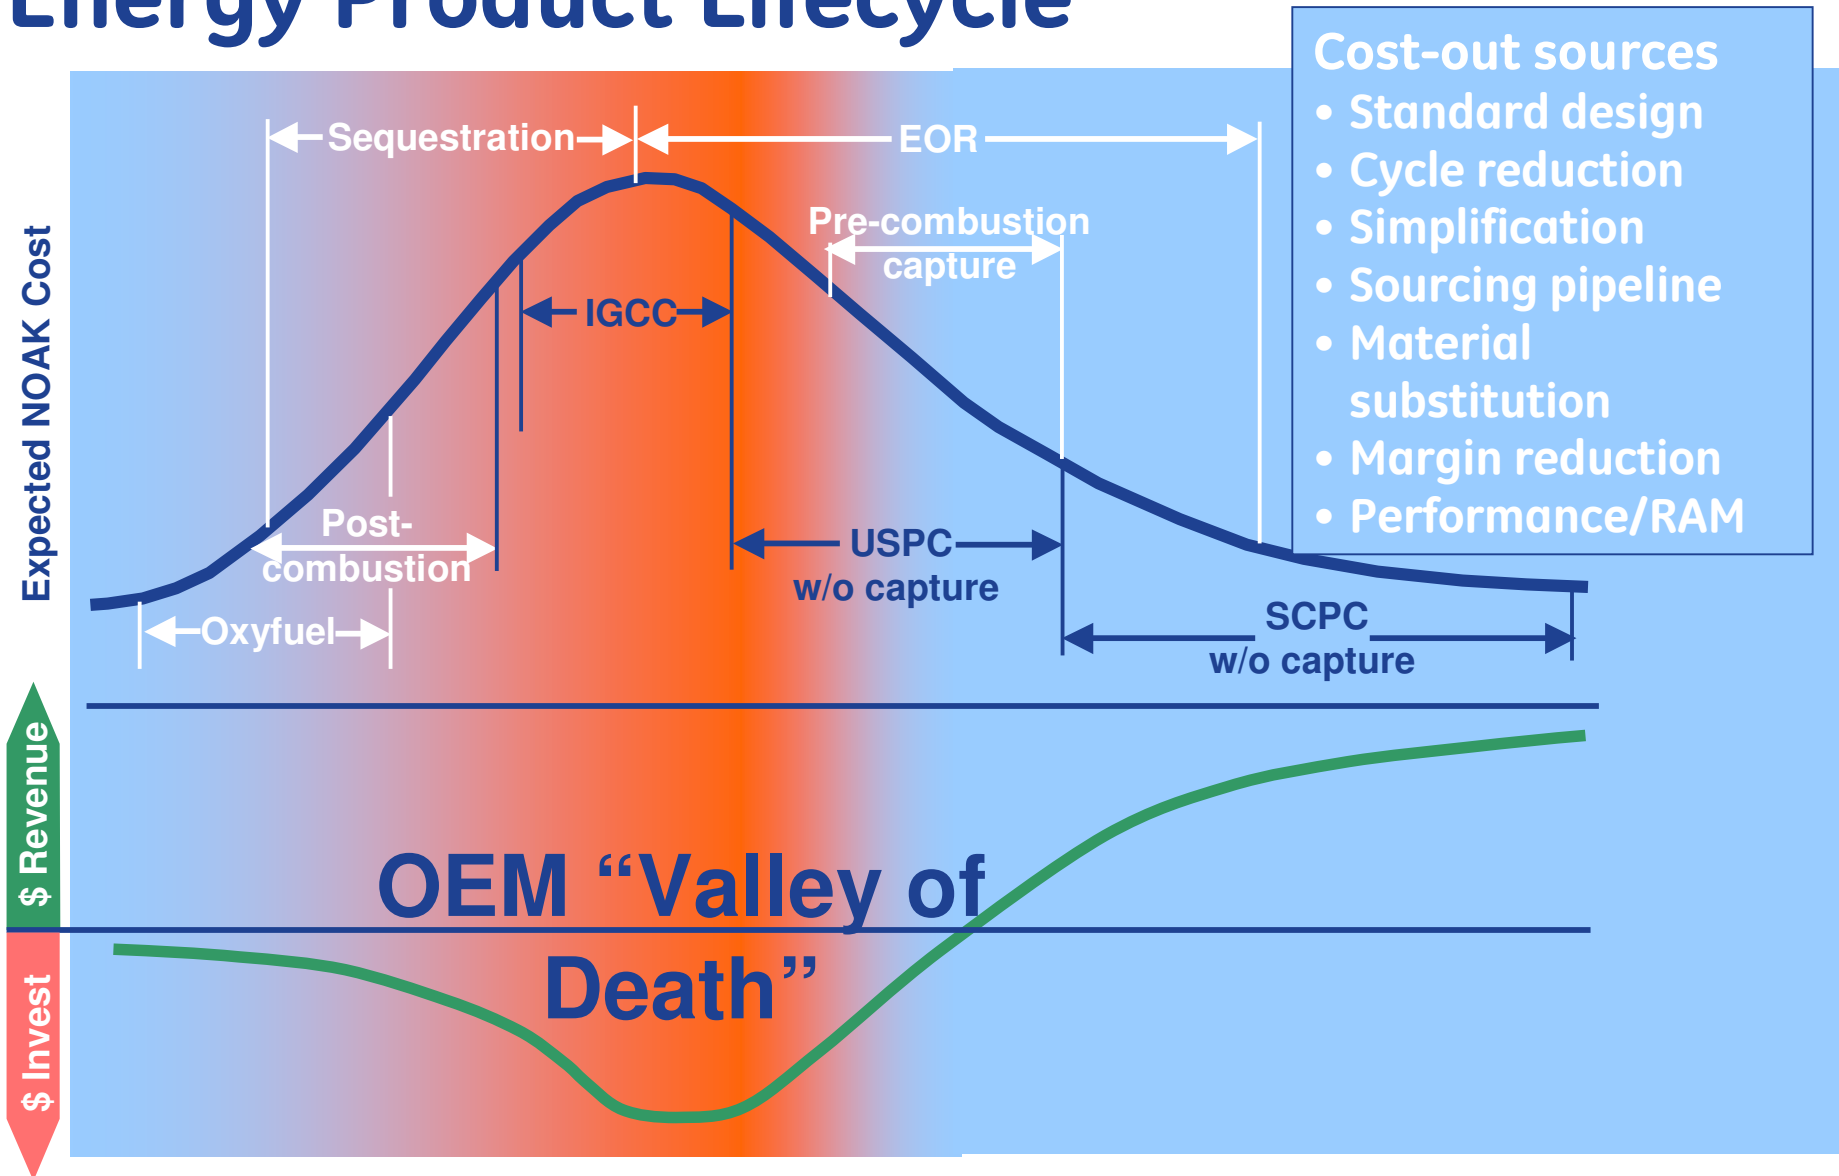 Energy Product Lifecycle
Cost-out sources
• Standard design
• Cycle reduction
• Simplification
• Sourcing pipeline
• Material
substitution
• Margin reduction
• Performance/RAM
Sequestration
EOR
Pre-combustion
capture
IGCC
Expected NOAK Cost
Post-
combustion
USPC
w/o capture
Oxyfuel
SCPC
w/o capture
$ Revenue
OEM “Valley of
Death”
$ Invest